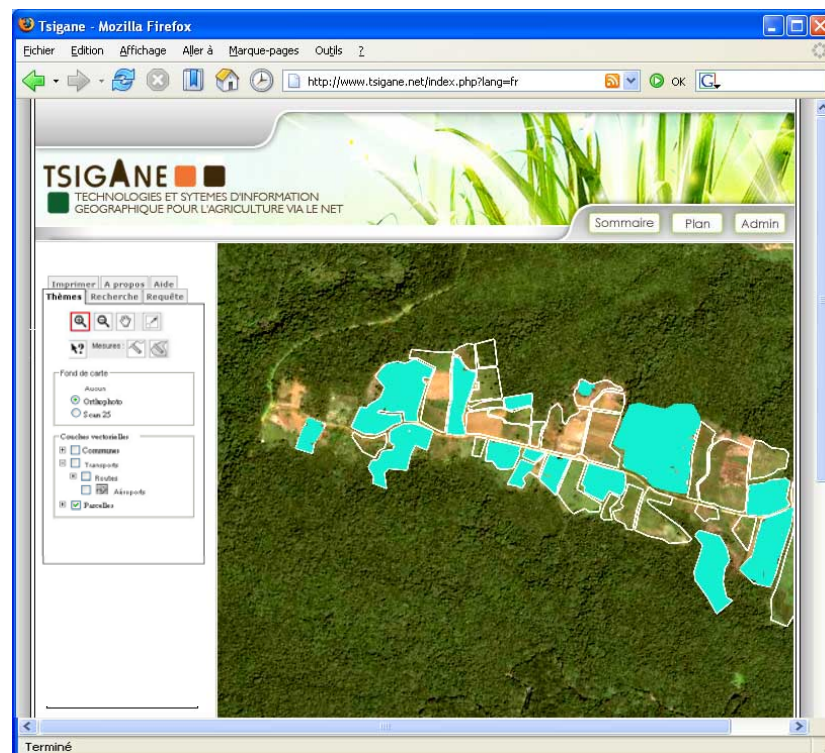 Tsigane - Mozilla Firefox
Fichier Edition Affichage Aller à Marque-pages Outils ?
http://www.tsigane.net/index.php?lang=fr OK G
TSIGANE
TECHNOLOGIES ET SYTEMES D'INFORMATION
GEOGRAPHIQUE POUR L'AGRICULTURE VIA LE NET
Sommaire Plan Admin
Imprimer A propos Aide
Thèmes Recherche Requête
? Mesures :
Fond de carte
Aucun
Orthophoto
Scan 25
Couches vectorielles
Communes
Transports
Routes
Aéroports
Parcelles
Terminé